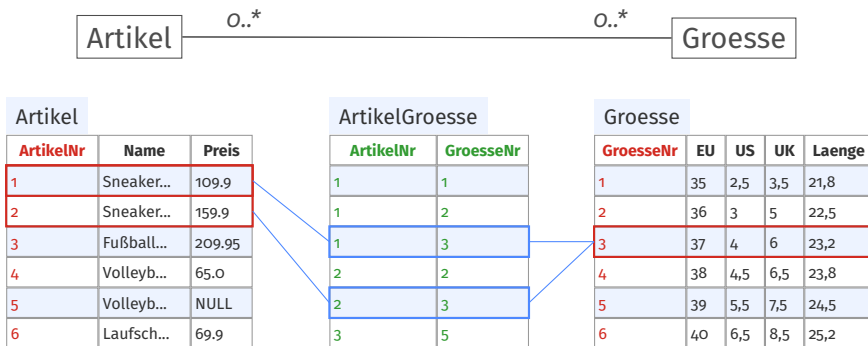 0..* 0..*
Artikel Groesse
Artikel ArtikelGroesse Groesse
ArtikelNr Name Preis ArtikelNr GroesseNr GroesseNr EU US UK Laenge
1 Sneaker... 109.9 1 1 1 35 2,5 3,5 21,8
2 Sneaker... 159.9 1 2 2 36 3 5 22,5
3 Fußball... 209.95 1 3 3 37 4 6 23,2
4 Volleyb... 65.0 2 2 4 38 4,5 6,5 23,8
5 Volleyb... NULL 2 3 5 39 5,5 7,5 24,5
6 Laufsch... 69.9 3 5 6 40 6,5 8,5 25,2